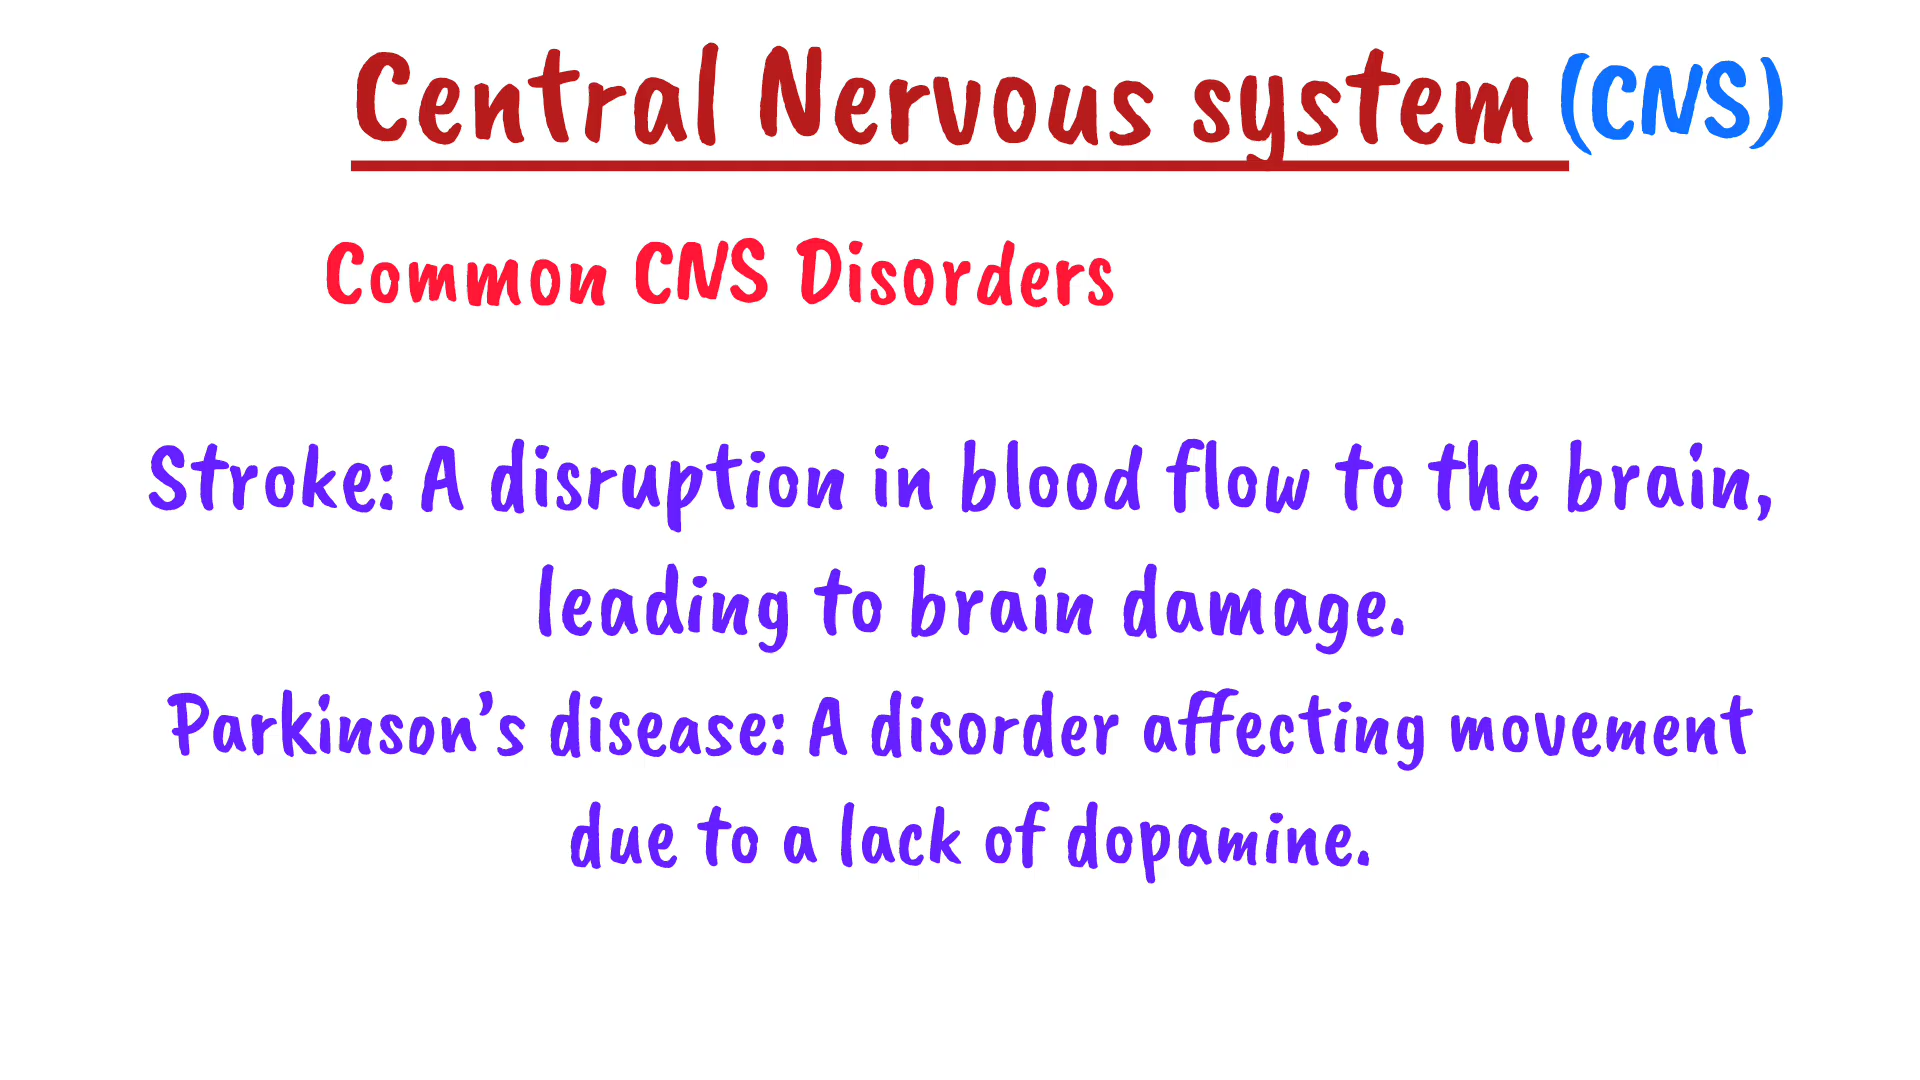 Central Nervous system (CNS)
Common CNS Disorders
Stroke: A disruption in blood flow to the brain,
leading to brain damage.
Parkinson’s disease: A disorder affecting movement
due to a lack of dopamine.